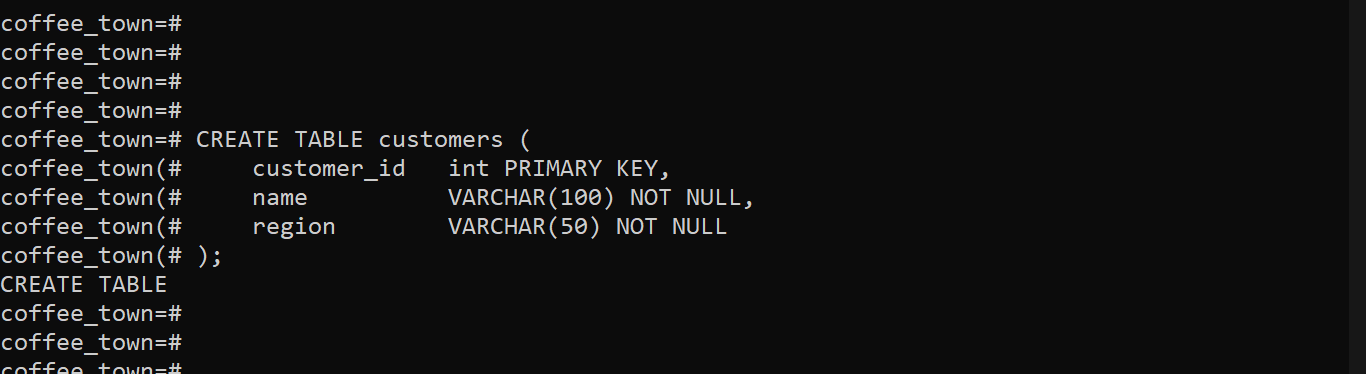 coffee_town=#
coffee_town=#
coffee_town=#
coffee_town=#
coffee_town=# CREATE TABLE customers (
coffee_town(#     customer_id   int PRIMARY KEY,
coffee_town(#     name          VARCHAR(100) NOT NULL,
coffee_town(#     region        VARCHAR(50) NOT NULL
coffee_town(# );
CREATE TABLE
coffee_town=#
coffee_town=#
coffee_town=#